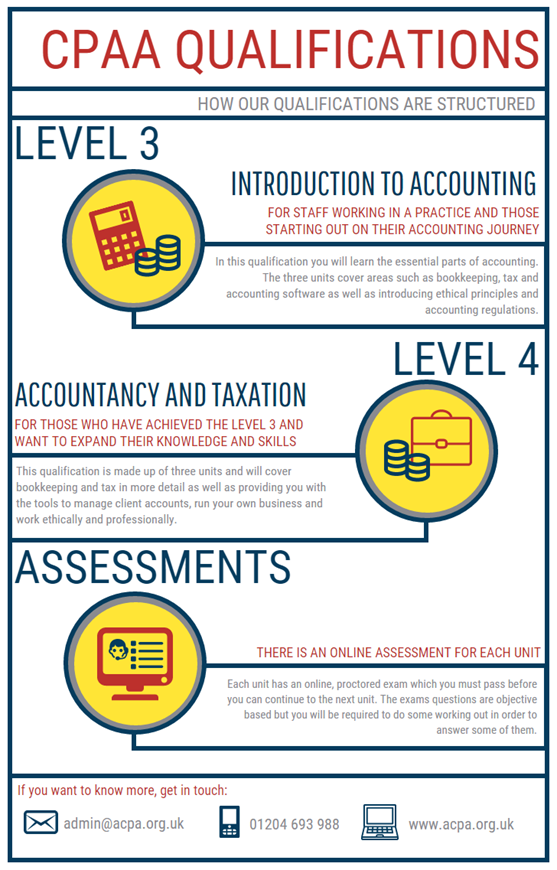 CPAA QUALIFICATIONS
HOW OUR QUALIFICATIONS ARE STRUCTURED
LEVEL 3
INTRODUCTION TO ACCOUNTING
FOR STAFF WORKING IN A PRACTICE AND THOSE
STARTING OUT ON THEIR ACCOUNTING JOURNEY
In this qualification you will learn the essential parts of accounting.
The three units cover areas such as bookkeeping, tax and
accounting software as well as introducing ethical principles and
accounting regulations.
LEVEL 4
ACCOUNTANCY AND TAXATION
FOR THOSE WHO HAVE ACHIEVED THE LEVEL 3 AND
WANT TO EXPAND THEIR KNOWLEDGE AND SKILLS
This qualification is made up of three units and will cover
bookkeeping and tax in more detail as well as providing you with
the tools to manage client accounts, run your own business and
work ethically and professionally.
ASSESSMENTS
THERE IS AN ONLINE ASSESSMENT FOR EACH UNIT
Each unit has an online, proctored exam which you must pass before
you can continue to the next unit. The exams questions are objective
based but you will be required to do some working out in order to
answer some of them.
If you want to know more, get in touch:
admin@acpa.org.uk
01204 693 988
www.acpa.org.uk